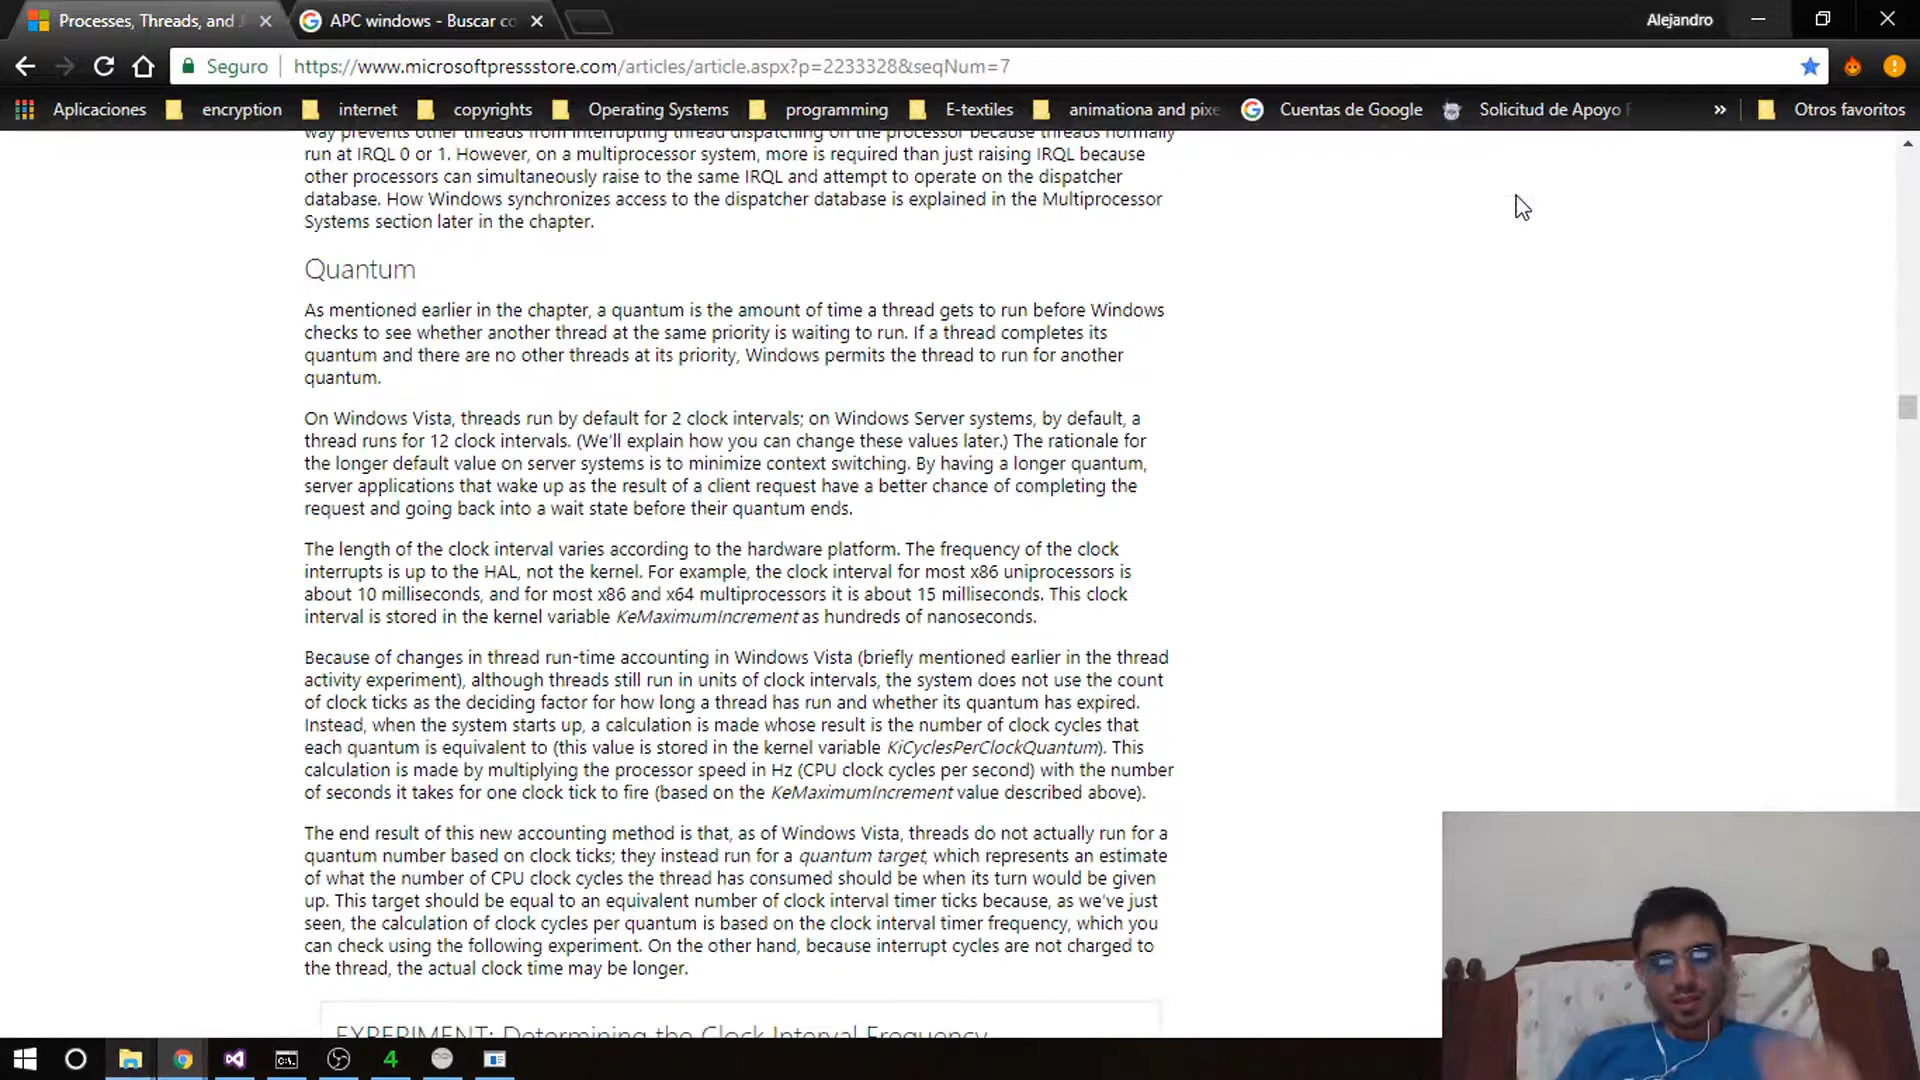 Processes, Threads, and J
APC windows - Buscar co
Alejandro
Seguro
https://www.microsoftpressstore.com/articles/article.aspx?p=2233328&seqNum=7
Aplicaciones
encryption
internet
copyrights
Operating Systems
programming
E-textiles
animationa and pixe
Cuentas de Google
Solicitud de Apoyo
»
Otros favoritos
way prevents other threads from interrupting thread dispatching on the processor because threads normally
run at IRQL 0 or 1. However, on a multiprocessor system, more is required than just raising IRQL because
other processors can simultaneously raise to the same IRQL and attempt to operate on the dispatcher
database. How Windows synchronizes access to the dispatcher database is explained in the Multiprocessor
Systems section later in the chapter.
Quantum
As mentioned earlier in the chapter, a quantum is the amount of time a thread gets to run before Windows
checks to see whether another thread at the same priority is waiting to run. If a thread completes its
quantum and there are no other threads at its priority, Windows permits the thread to run for another
quantum.
On Windows Vista, threads run by default for 2 clock intervals; on Windows Server systems, by default, a
thread runs for 12 clock intervals. (We'll explain how you can change these values later.) The rationale for
the longer default value on server systems is to minimize context switching. By having a longer quantum,
server applications that wake up as the result of a client request have a better chance of completing the
request and going back into a wait state before their quantum ends.
The length of the clock interval varies according to the hardware platform. The frequency of the clock
interrupts is up to the HAL, not the kernel. For example, the clock interval for most x86 uniprocessors is
about 10 milliseconds, and for most x86 and x64 multiprocessors it is about 15 milliseconds. This clock
interval is stored in the kernel variable KeMaximumIncrement as hundreds of nanoseconds.
Because of changes in thread run-time accounting in Windows Vista (briefly mentioned earlier in the thread
activity experiment), although threads still run in units of clock intervals, the system does not use the count
of clock ticks as the deciding factor for how long a thread has run and whether its quantum has expired.
Instead, when the system starts up, a calculation is made whose result is the number of clock cycles that
each quantum is equivalent to (this value is stored in the kernel variable KiCyclesPerClockQuantum). This
calculation is made by multiplying the processor speed in Hz (CPU clock cycles per second) with the number
of seconds it takes for one clock tick to fire (based on the KeMaximumIncrement value described above).
The end result of this new accounting method is that, as of Windows Vista, threads do not actually run for a
quantum number based on clock ticks; they instead run for a quantum target, which represents an estimate
of what the number of CPU clock cycles the thread has consumed should be when its turn would be given
up. This target should be equal to an equivalent number of clock interval timer ticks because, as we've just
seen, the calculation of clock cycles per quantum is based on the clock interval timer frequency, which you
can check using the following experiment. On the other hand, because interrupt cycles are not charged to
the thread, the actual clock time may be longer.
EXPERIMENT: Determining the Clock Interval Frequency